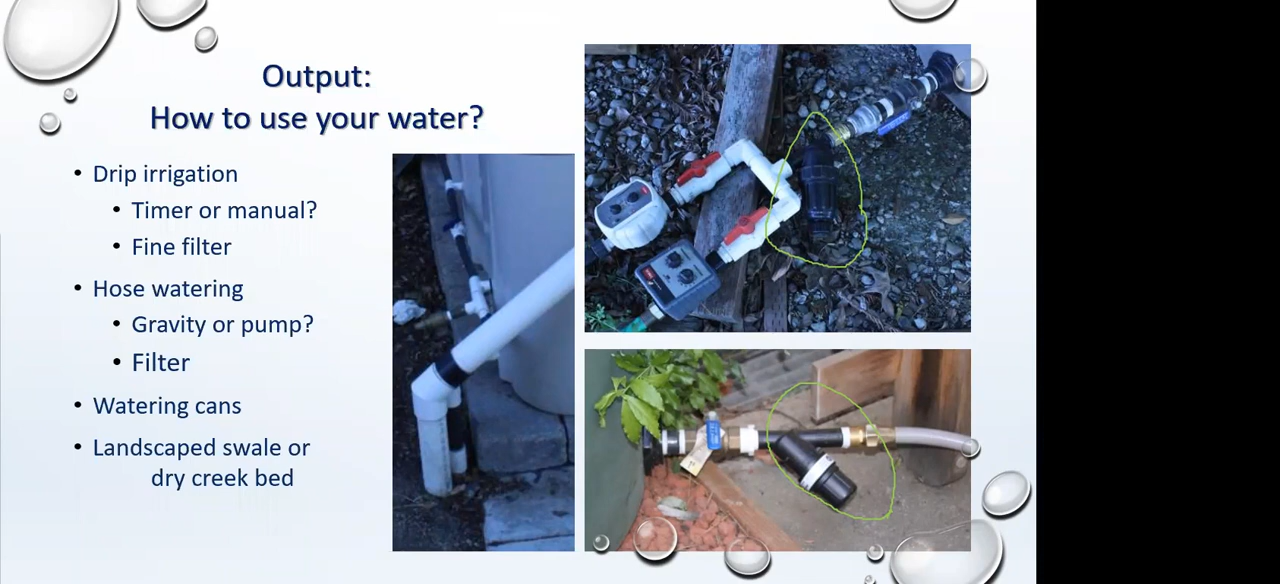 Output:
How to use your water?
• Drip irrigation
• Timer or manual?
• Fine filter
• Hose watering
• Gravity or pump?
• Filter
• Watering cans
• Landscaped swale or
dry creek bed